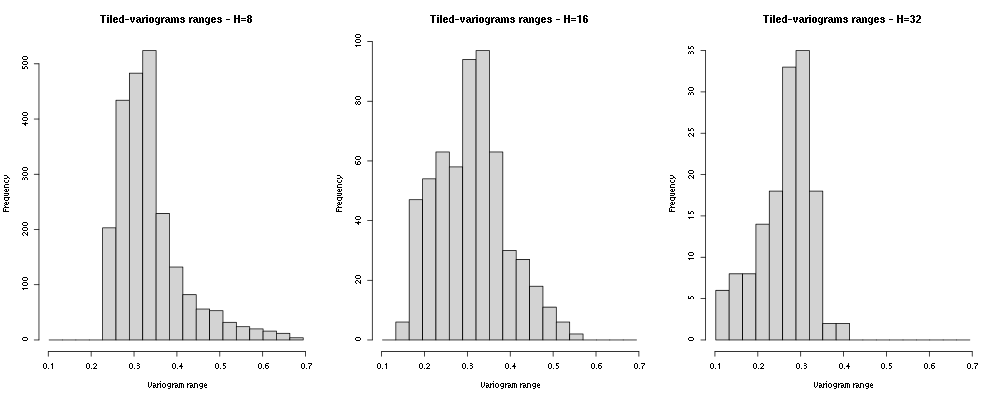 Tiled-variograms ranges - H=8
Frequency
500
400
300
200
100
0
0.1 0.2 0.3 0.4 0.5 0.6 0.7
Variogram range
Tiled-variograms ranges - H=16
Frequency
100
80
60
40
20
0
0.1 0.2 0.3 0.4 0.5 0.6 0.7
Variogram range
Tiled-variograms ranges - H=32
Frequency
35
30
25
20
15
10
5
0
0.1 0.2 0.3 0.4 0.5 0.6 0.7
Variogram range